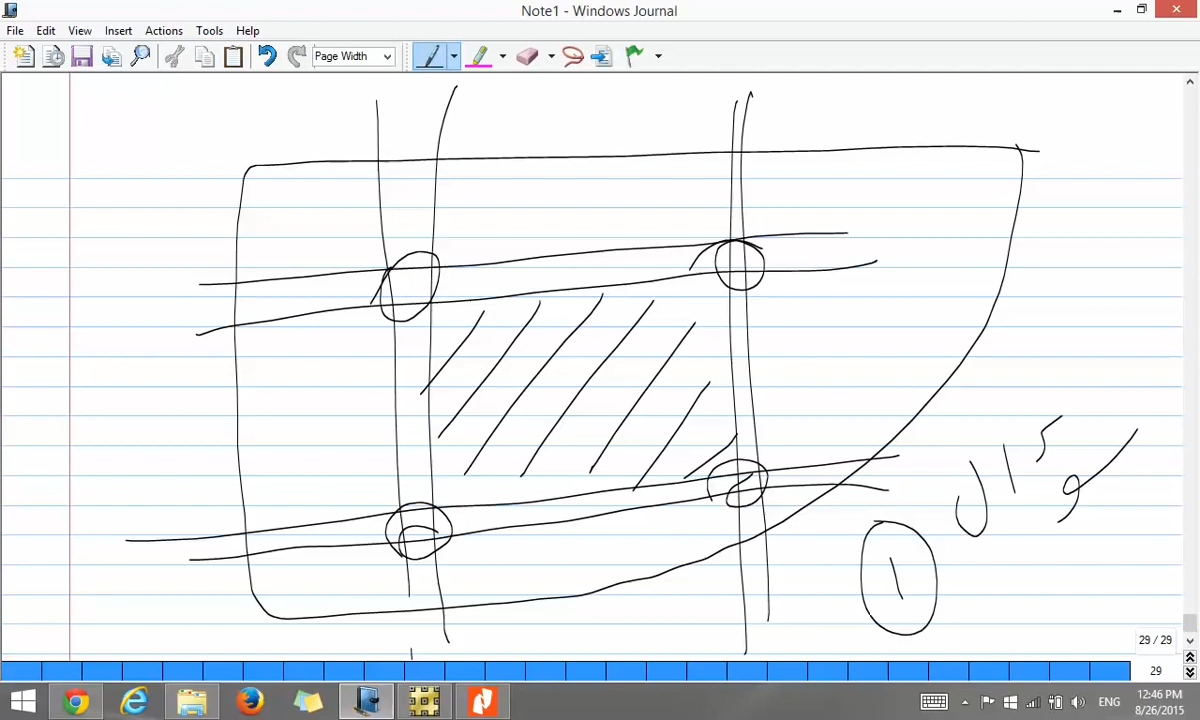 Note1 - Windows Journal
File Edit View Insert Actions Tools Help
Page Width
29 / 29
29
ENG
12:46 PM
8/26/2015